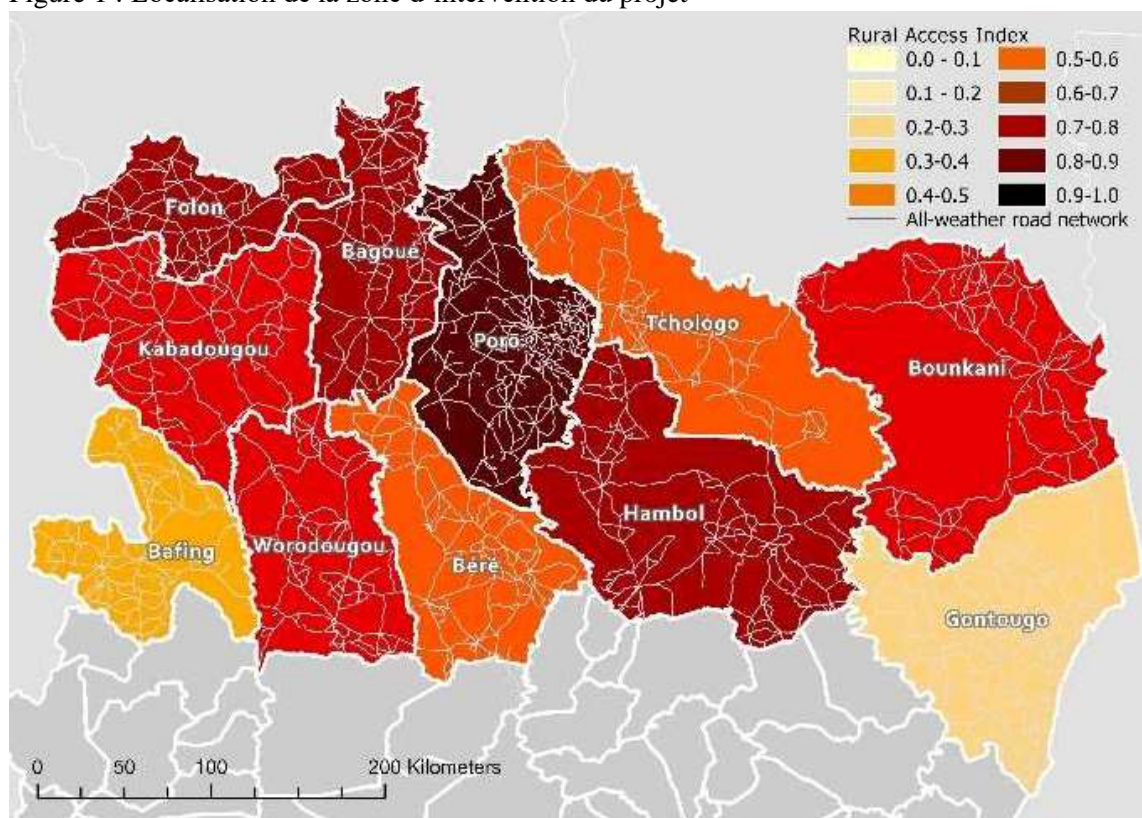 Figure 1 : Localisation de la zone d'intervention du projet
Rural Access Index
0.0 - 0.1
0.5-0.6
0.1 - 0.2
0.6-0.7
0.2-0.3
0.7-0.8
0.3-0.4
0.8-0.9
0.4-0.5
0.9-1.0
All-weather road network
Folon
Bagoué
Kabadougou
Poro
Tchologo
Bounkani
Bafing
Worodougou
Béré
Hambol
Gontougo
0 50 100 200 Kilometers